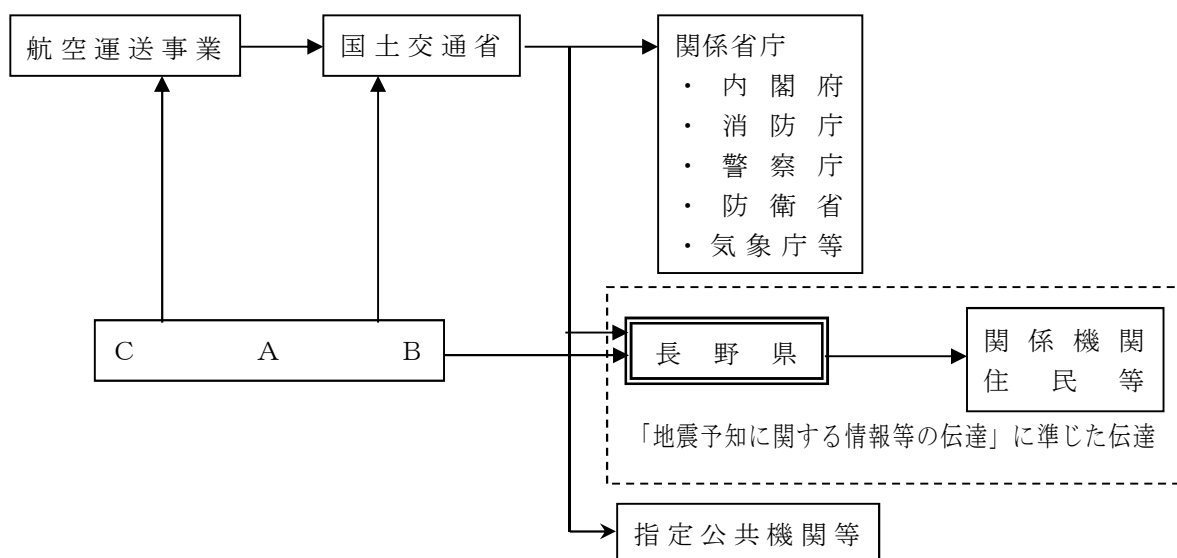 航空運送事業
国土交通省
関係省庁
・ 内閣府
・ 消防庁
・ 警察庁
・ 防衛省
・気象庁等
C A B
長野県
関係機関
住民等
「地震予知に関する情報等の伝達」に準じた伝達
指定公共機関等